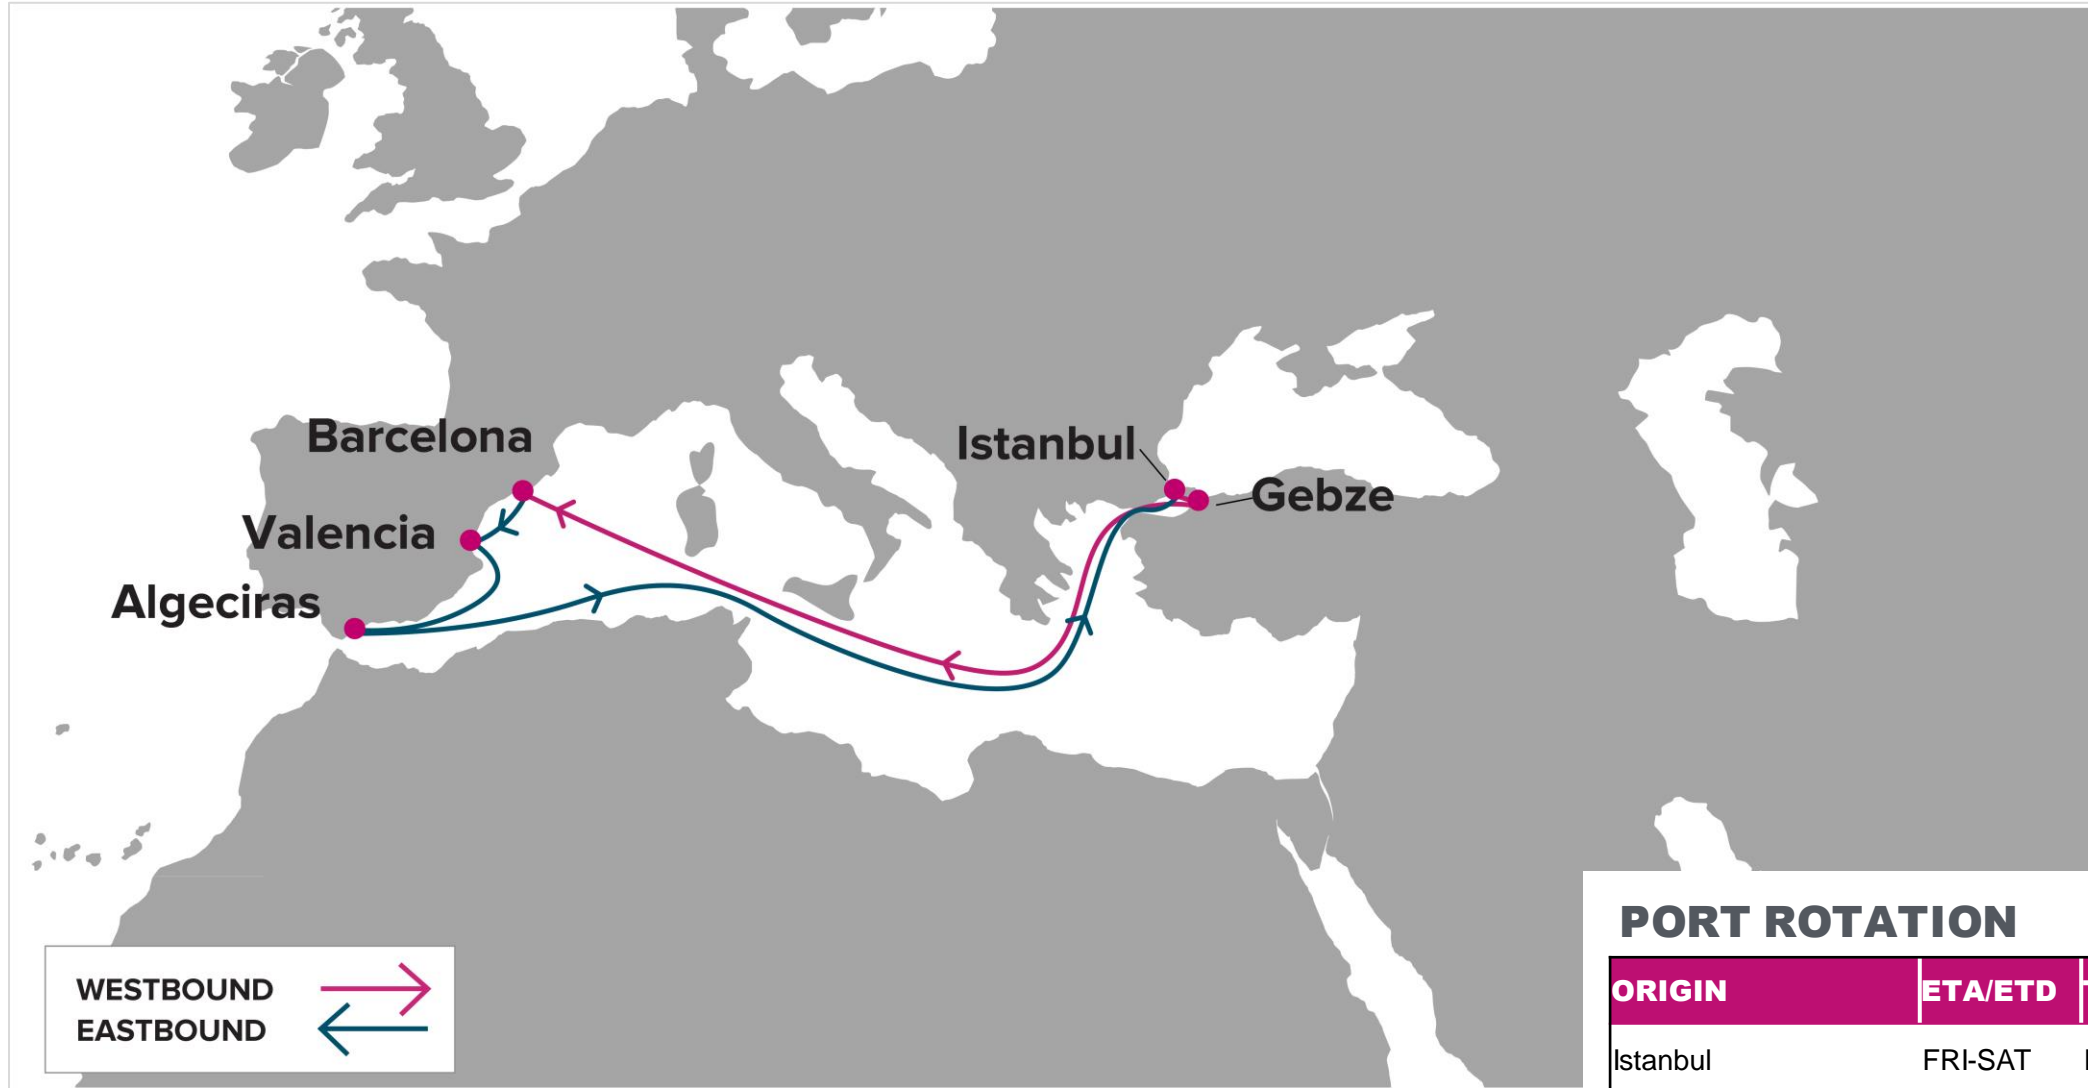 Barcelona
Istanbul
Gebze
Valencia
Algeciras
WESTBOUND
EASTBOUND
PORT ROTATION
ORIGIN ETA/ETD
Istanbul FRI-SAT